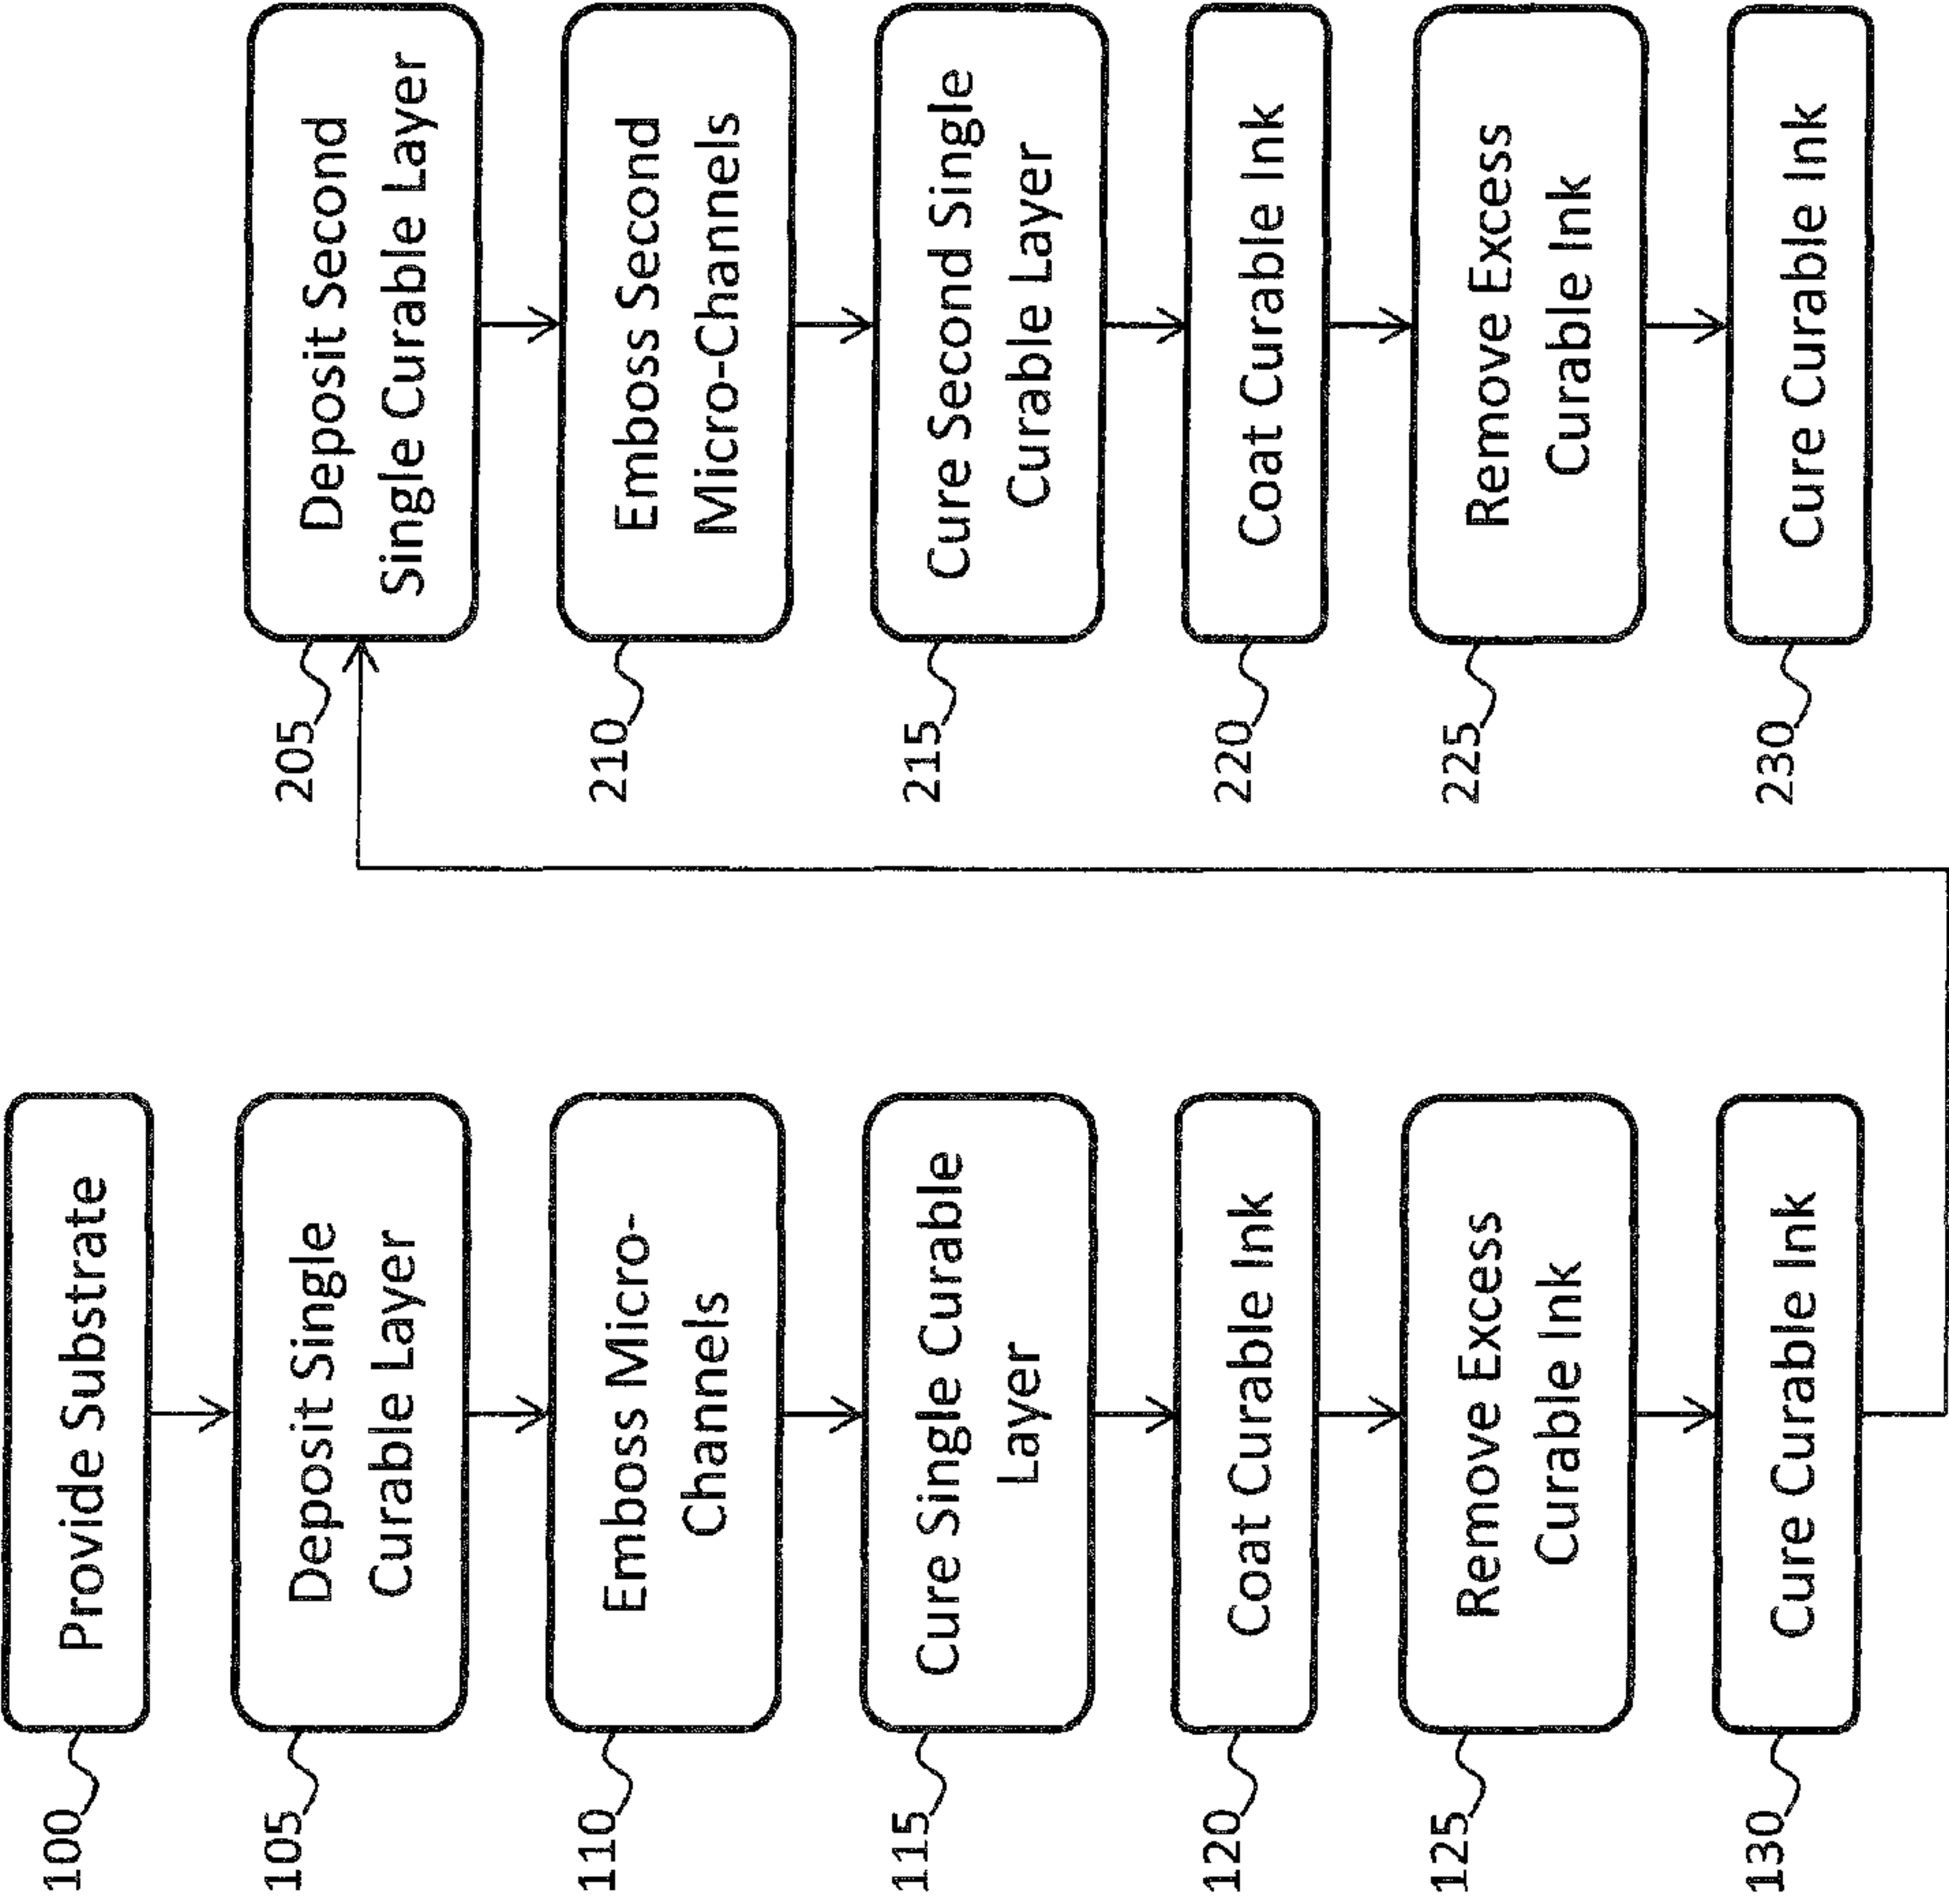 100
Provide Substrate
105
Deposit Single
Curable Layer
110
Emboss Micro-
Channels
115
Cure Single Curable
Layer
120
Coat Curable Ink
125
Remove Excess
Curable Ink
130
Cure Curable Ink
205
Deposit Second
Single Curable Layer
210
Emboss Second
Micro-Channels
215
Cure Second Single
Curable Layer
220
Coat Curable Ink
225
Remove Excess
Curable Ink
230
Cure Curable Ink